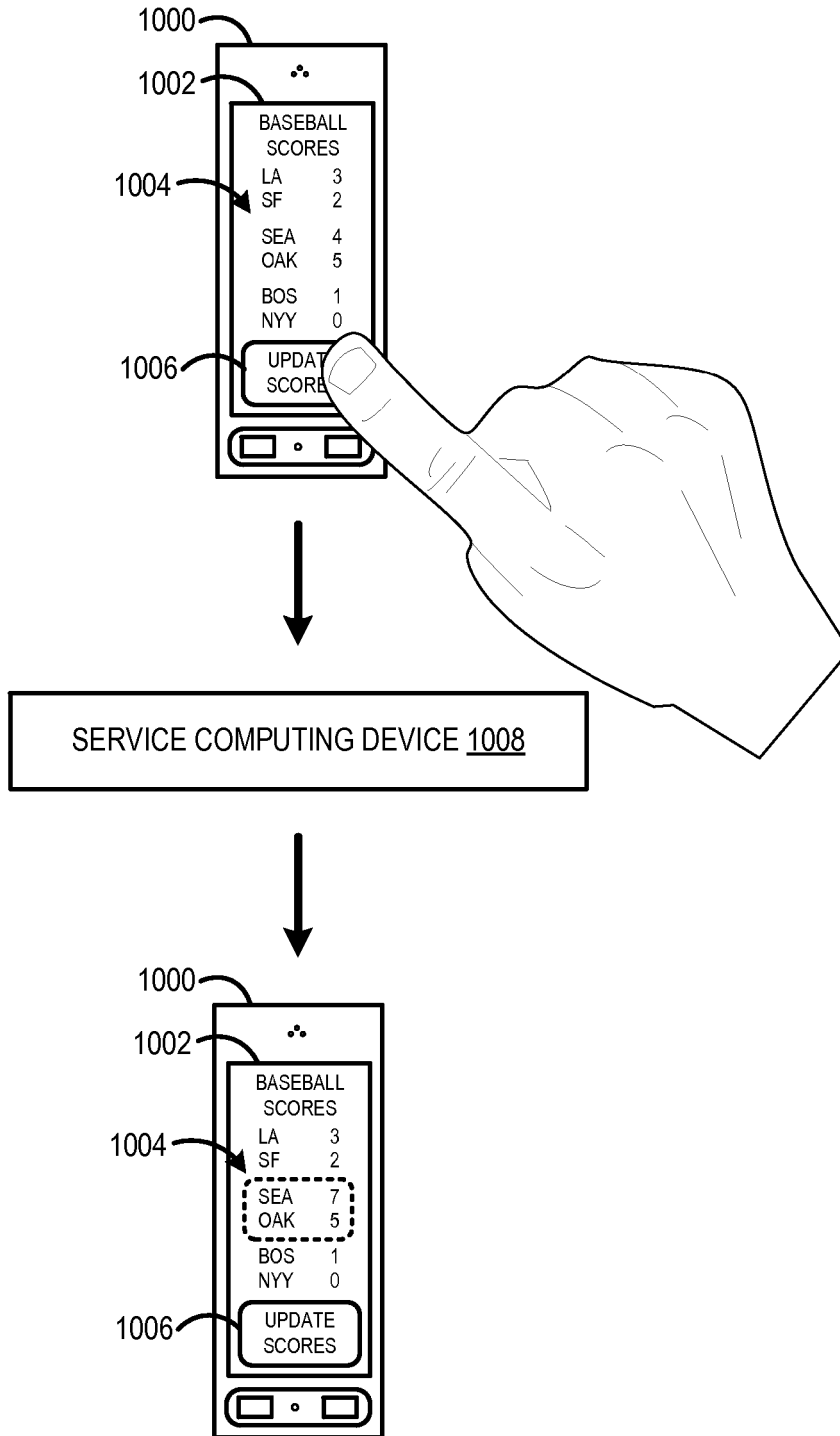 1000
1002
BASEBALL
SCORES
LA 3
1004
SF 2
SEA 4
OAK 5
BOS 1
NYY 0
1006
UPDAT
SCORE
SERVICE COMPUTING DEVICE 1008
1000
1002
BASEBALL
SCORES
LA 3
1004
SF 2
SEA 7
OAK 5
BOS 1
NYY 0
1006
UPDATE
SCORES